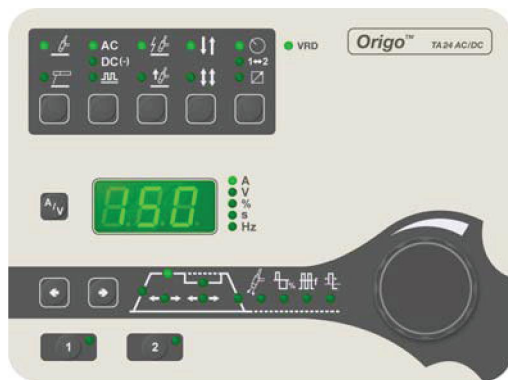 AC
DC(-)
1↔2
VRD
Origo™
TA24 AC/DC
A/V
150
A
V
%
s
Hz
%
f
1
2